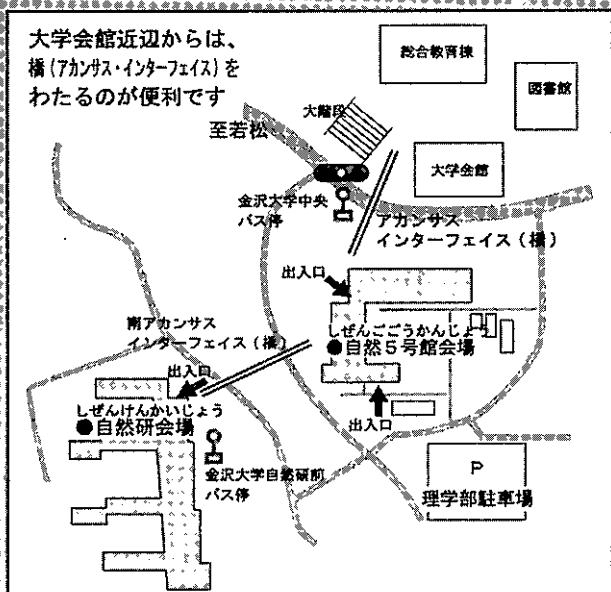 大学会館近辺からは、
橋(アカンサス・インターフェイス)を
わたるのが便利です
総合教育棟
図書館
大階段
至若松
大学会館
金沢大学中央
バス停
アカンサス
インターフェイス(橋)
出入口
南アカンサス
インターフェイス(橋)
しぜんごごうかんじょう
●自然5号館会場
出入口
しぜんけんかいじょう
●自然研会場
出入口
金沢大学自然研前
バス停
P
理学部駐車場